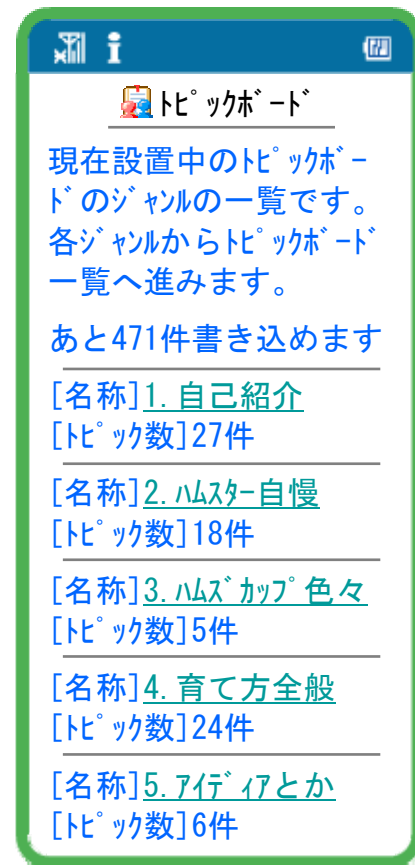 ﾄﾋﾟｯｸﾎﾞｰﾄﾞ
現在設置中のﾄﾋﾟｯｸﾎﾞｰ
ﾄﾞのｼﾞｬﾝﾙの一覧です。
各ｼﾞｬﾝﾙからﾄﾋﾟｯｸﾎﾞｰﾄﾞ
一覧へ進みます。
あと471件書き込めます
[名称]1.自己紹介
[ﾄﾋﾟｯｸ数]27件
[名称]2.ﾊﾑｽﾀｰ自慢
[ﾄﾋﾟｯｸ数]18件
[名称]3.ﾊﾑｽﾞｶｯﾌﾟ色々
[ﾄﾋﾟｯｸ数]5件
[名称]4.育て方全般
[ﾄﾋﾟｯｸ数]24件
[名称]5.ｱｲﾃﾞｨｱとか
[ﾄﾋﾟｯｸ数]6件